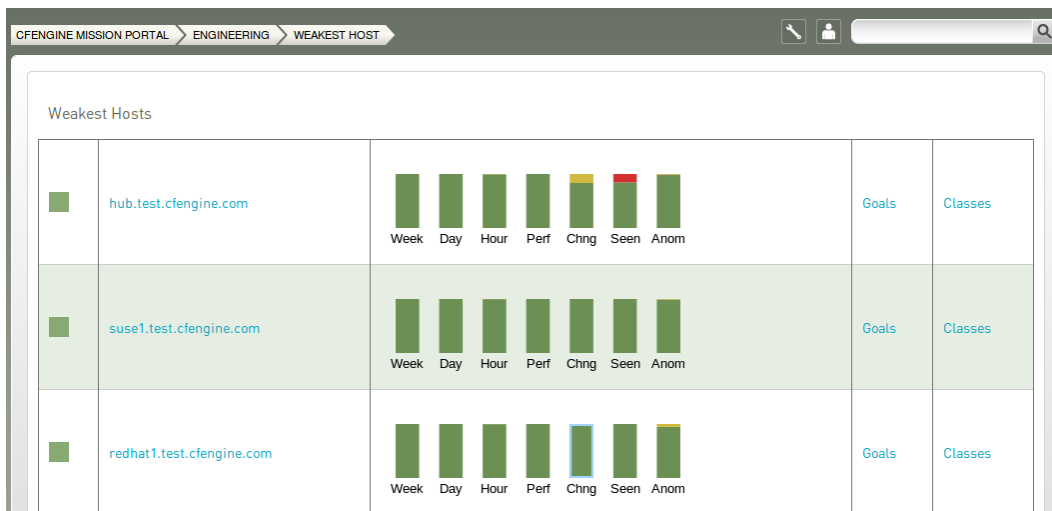 CFENGINE MISSION PORTAL ENGINEERING WEAKEST HOST
Weakest Hosts
hub.test.cfengine.com Goals Classes
Week Day Hour Perf Chng Seen Anom
suse1.test.cfengine.com Goals Classes
Week Day Hour Perf Chng Seen Anom
redhat1.test.cfengine.com Goals Classes
Week Day Hour Perf Chng Seen Anom